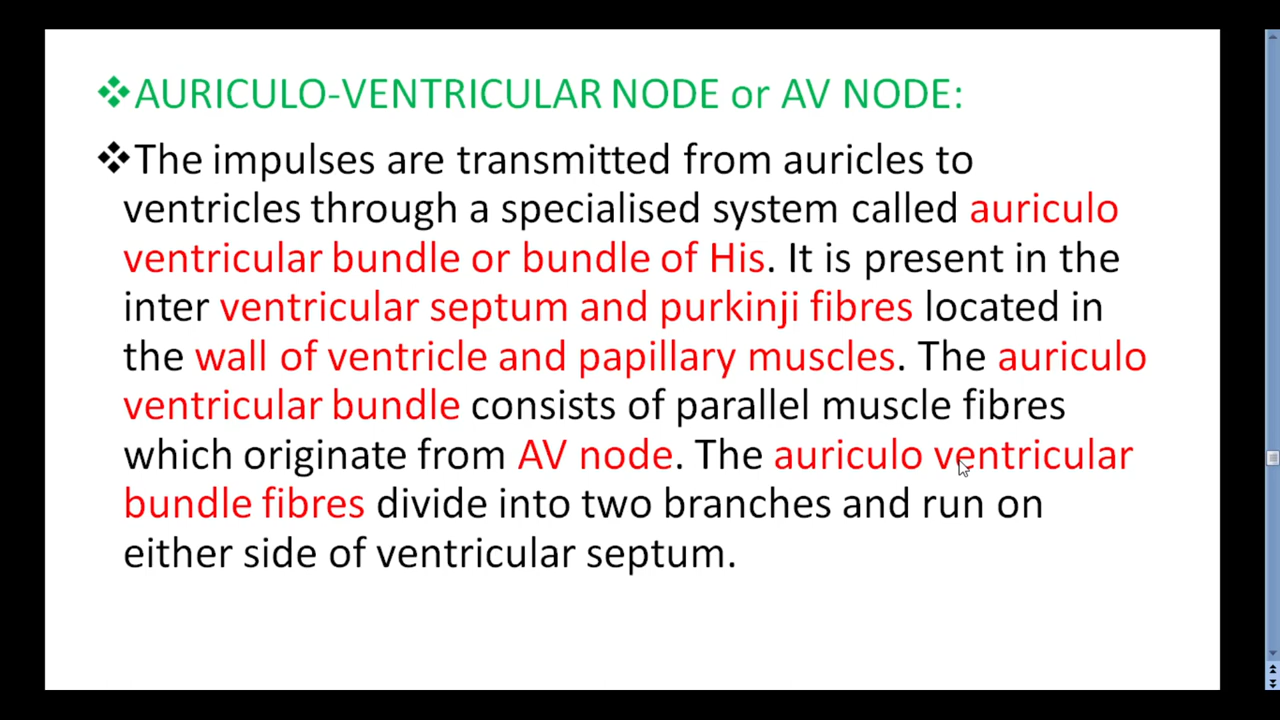 ❖AURICULO-VENTRICULAR NODE or AV NODE:
❖The impulses are transmitted from auricles to
ventricles through a specialised system called auriculo
ventricular bundle or bundle of His. It is present in the
inter ventricular septum and purkinji fibres located in
the wall of ventricle and papillary muscles. The auriculo
ventricular bundle consists of parallel muscle fibres
which originate from AV node. The auriculo ventricular
bundle fibres divide into two branches and run on
either side of ventricular septum.